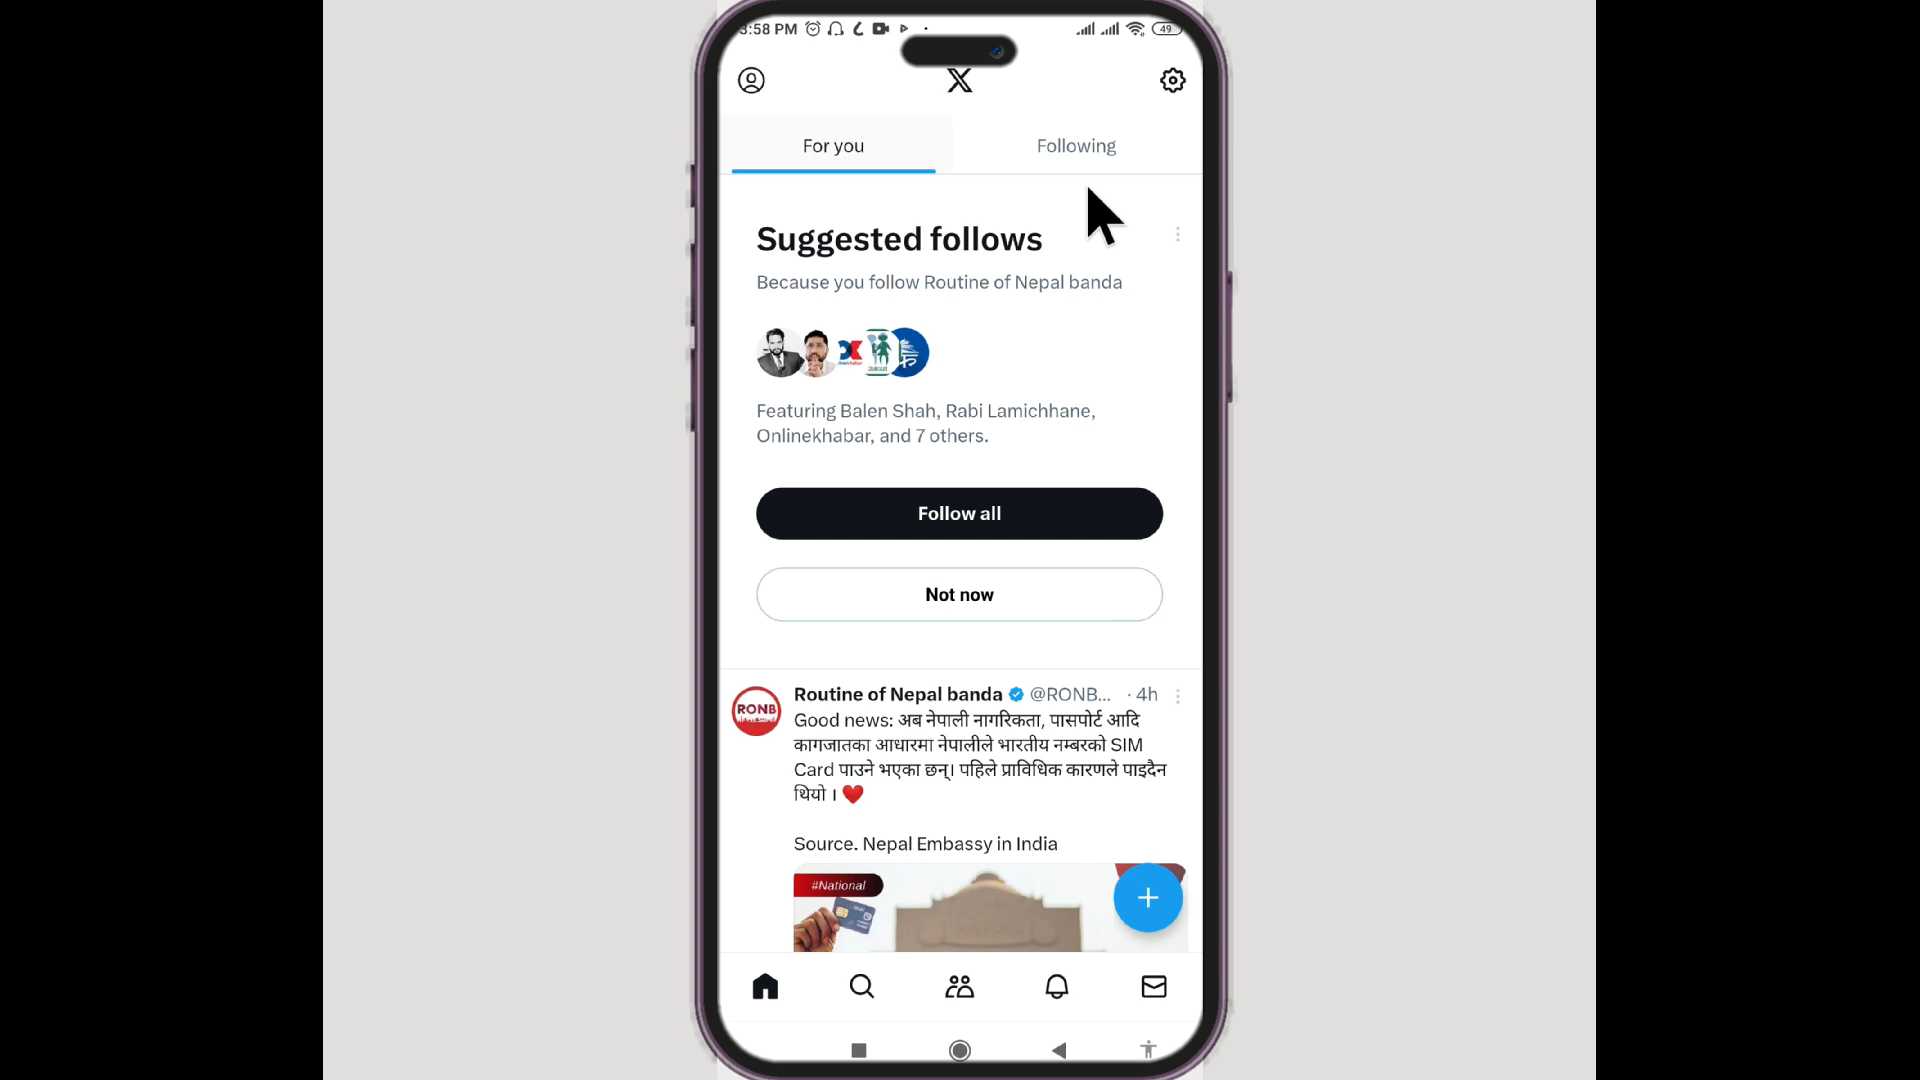 3:58 PM
49
X
For you
Following
Suggested follows
Because you follow Routine of Nepal banda
Featuring Balen Shah, Rabi Lamichhane,
Onlinekhabar, and 7 others.
Follow all
Not now
Routine of Nepal banda @RONB... · 4h
RONB
Good news: अब नेपाली नागरिकता, पासपोर्ट आदि
कागजातका आधारमा नेपालीले भारतीय नम्बरको SIM
Card पाउने भएका छन्। पहिले प्राविधिक कारणले पाइदैन
थियो । ❤️
Source. Nepal Embassy in India
#National